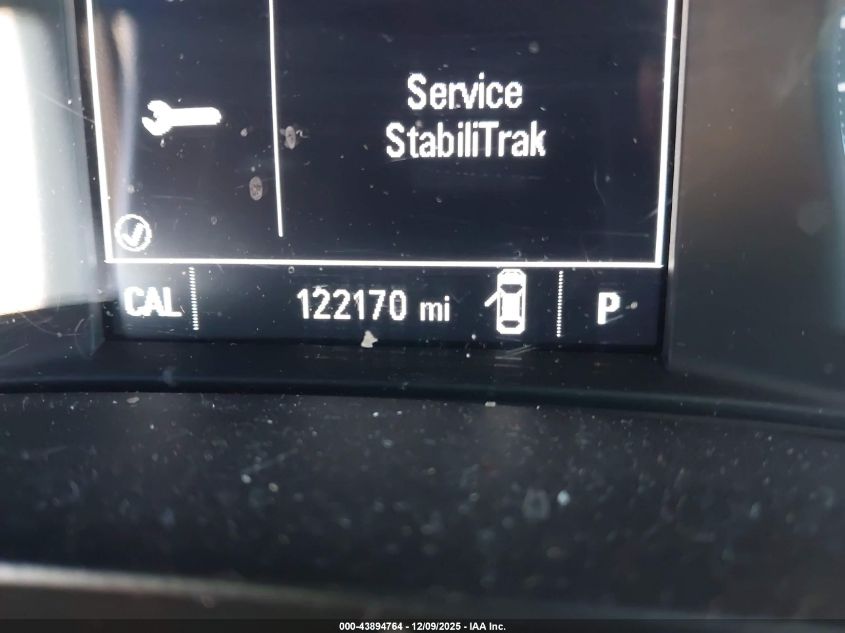 Service
StabiliTrak
CAL 122170 mi P
000-43894764 - 12/09/2025 - IAA Inc.